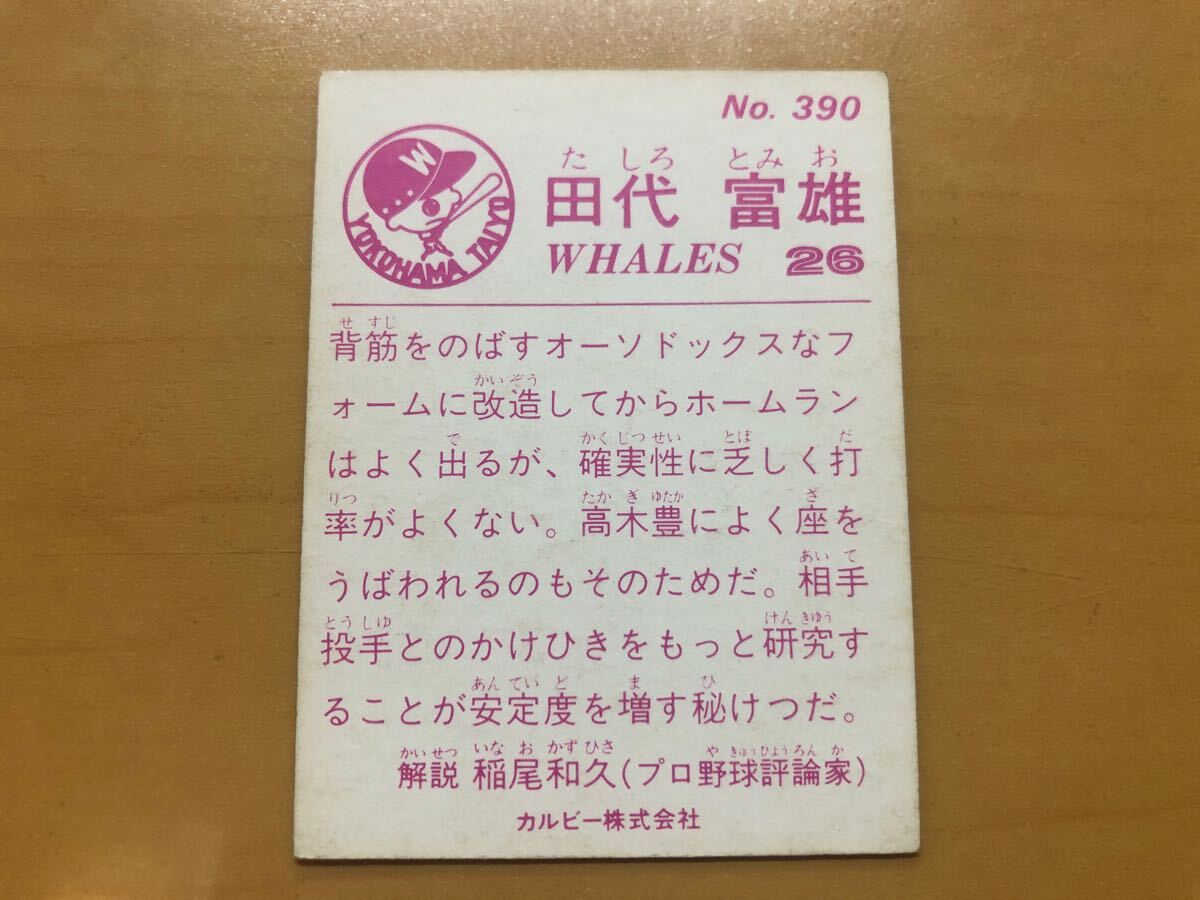 No. 390
W
YOKOHAMA TAIYO
た しろ とみ お
田代 富雄
WHALES 26
せ すじ
背筋をのばすオーソドックスなフ
かい ぞう
ォームに改造してからホームラン
で かく じつ せい とぼ だ
はよく出るが、確実性に乏しく打
りつ たか ぎ ゆたか ざ
率がよくない。高木豊によく座を
あい て
うばわれるのもそのためだ。相手
とう しゆ けん きゆう
投手とのかけひきをもっと研究す
あん てい ど ま ひ
ることが安定度を増す秘けつだ。
かい せつ いな お かず ひさ や きゅう ひょう ろん か
解説 稲尾和久(プロ野球評論家)
カルビー株式会社